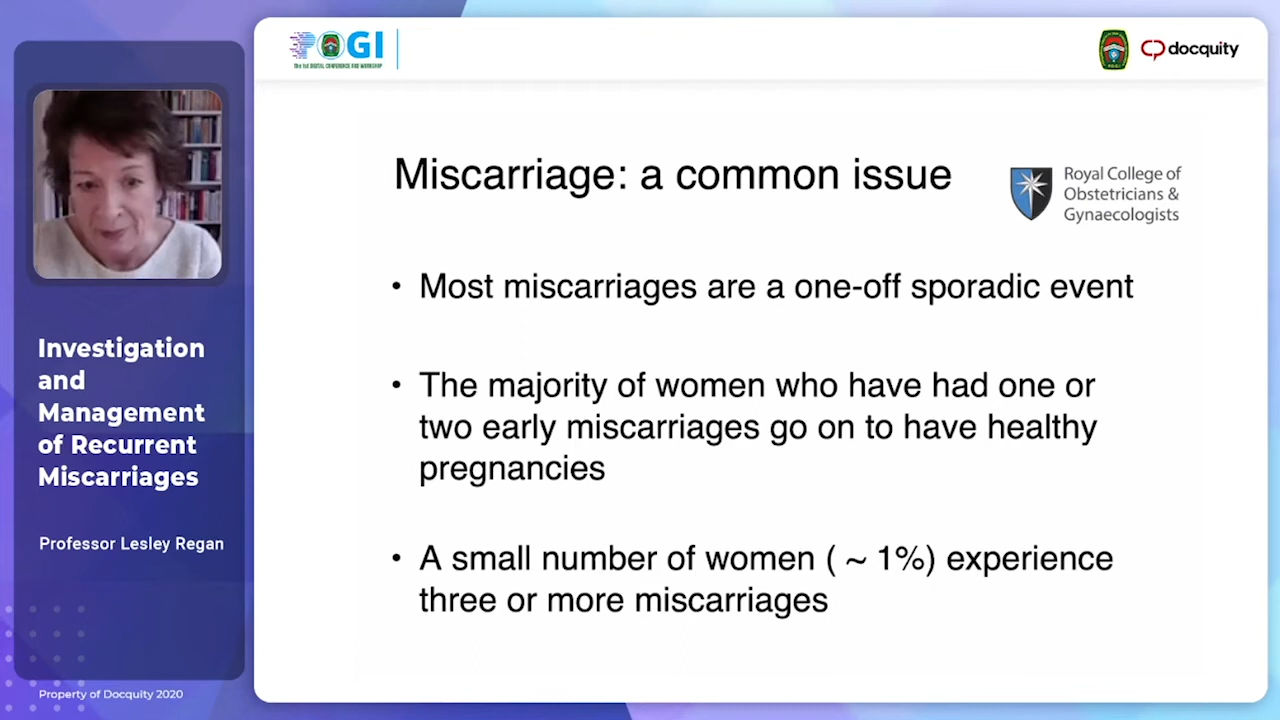 POGI
The 1st DIGITAL CONFERENCE AND WORKSHOP
docquity
Investigation
and
Management
of Recurrent
Miscarriages
Professor Lesley Regan
Property of Docquity 2020
Miscarriage: a common issue
Royal College of
Obstetricians &
Gynaecologists
• Most miscarriages are a one-off sporadic event
• The majority of women who have had one or
two early miscarriages go on to have healthy
pregnancies
• A small number of women ( ~ 1%) experience
three or more miscarriages